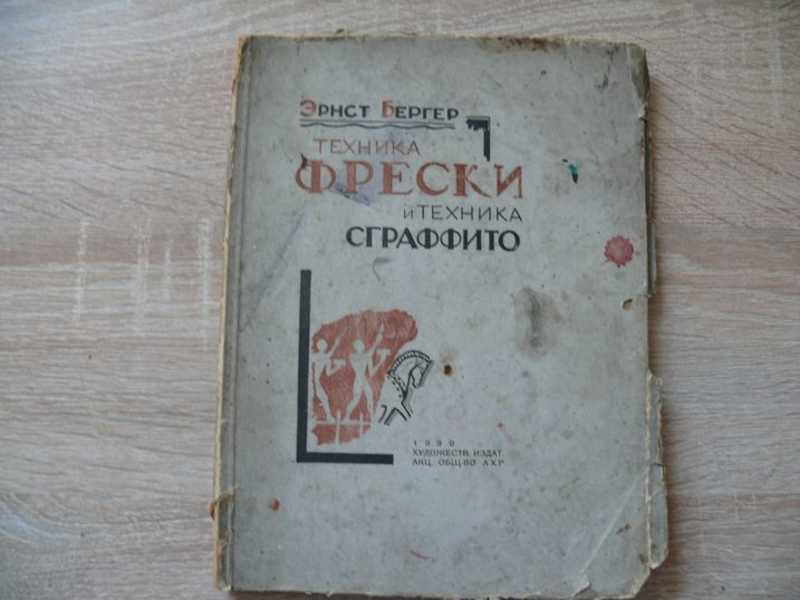 ЭРНСТ БЕРГЕР
ТЕХНИКА
ФРЕСКИ
и ТЕХНИКА
СГРАФФИТО
1930
ХУДОЖЕСТВ. ИЗДАТ.
АКЦ. ОБЩ-ВО АХР